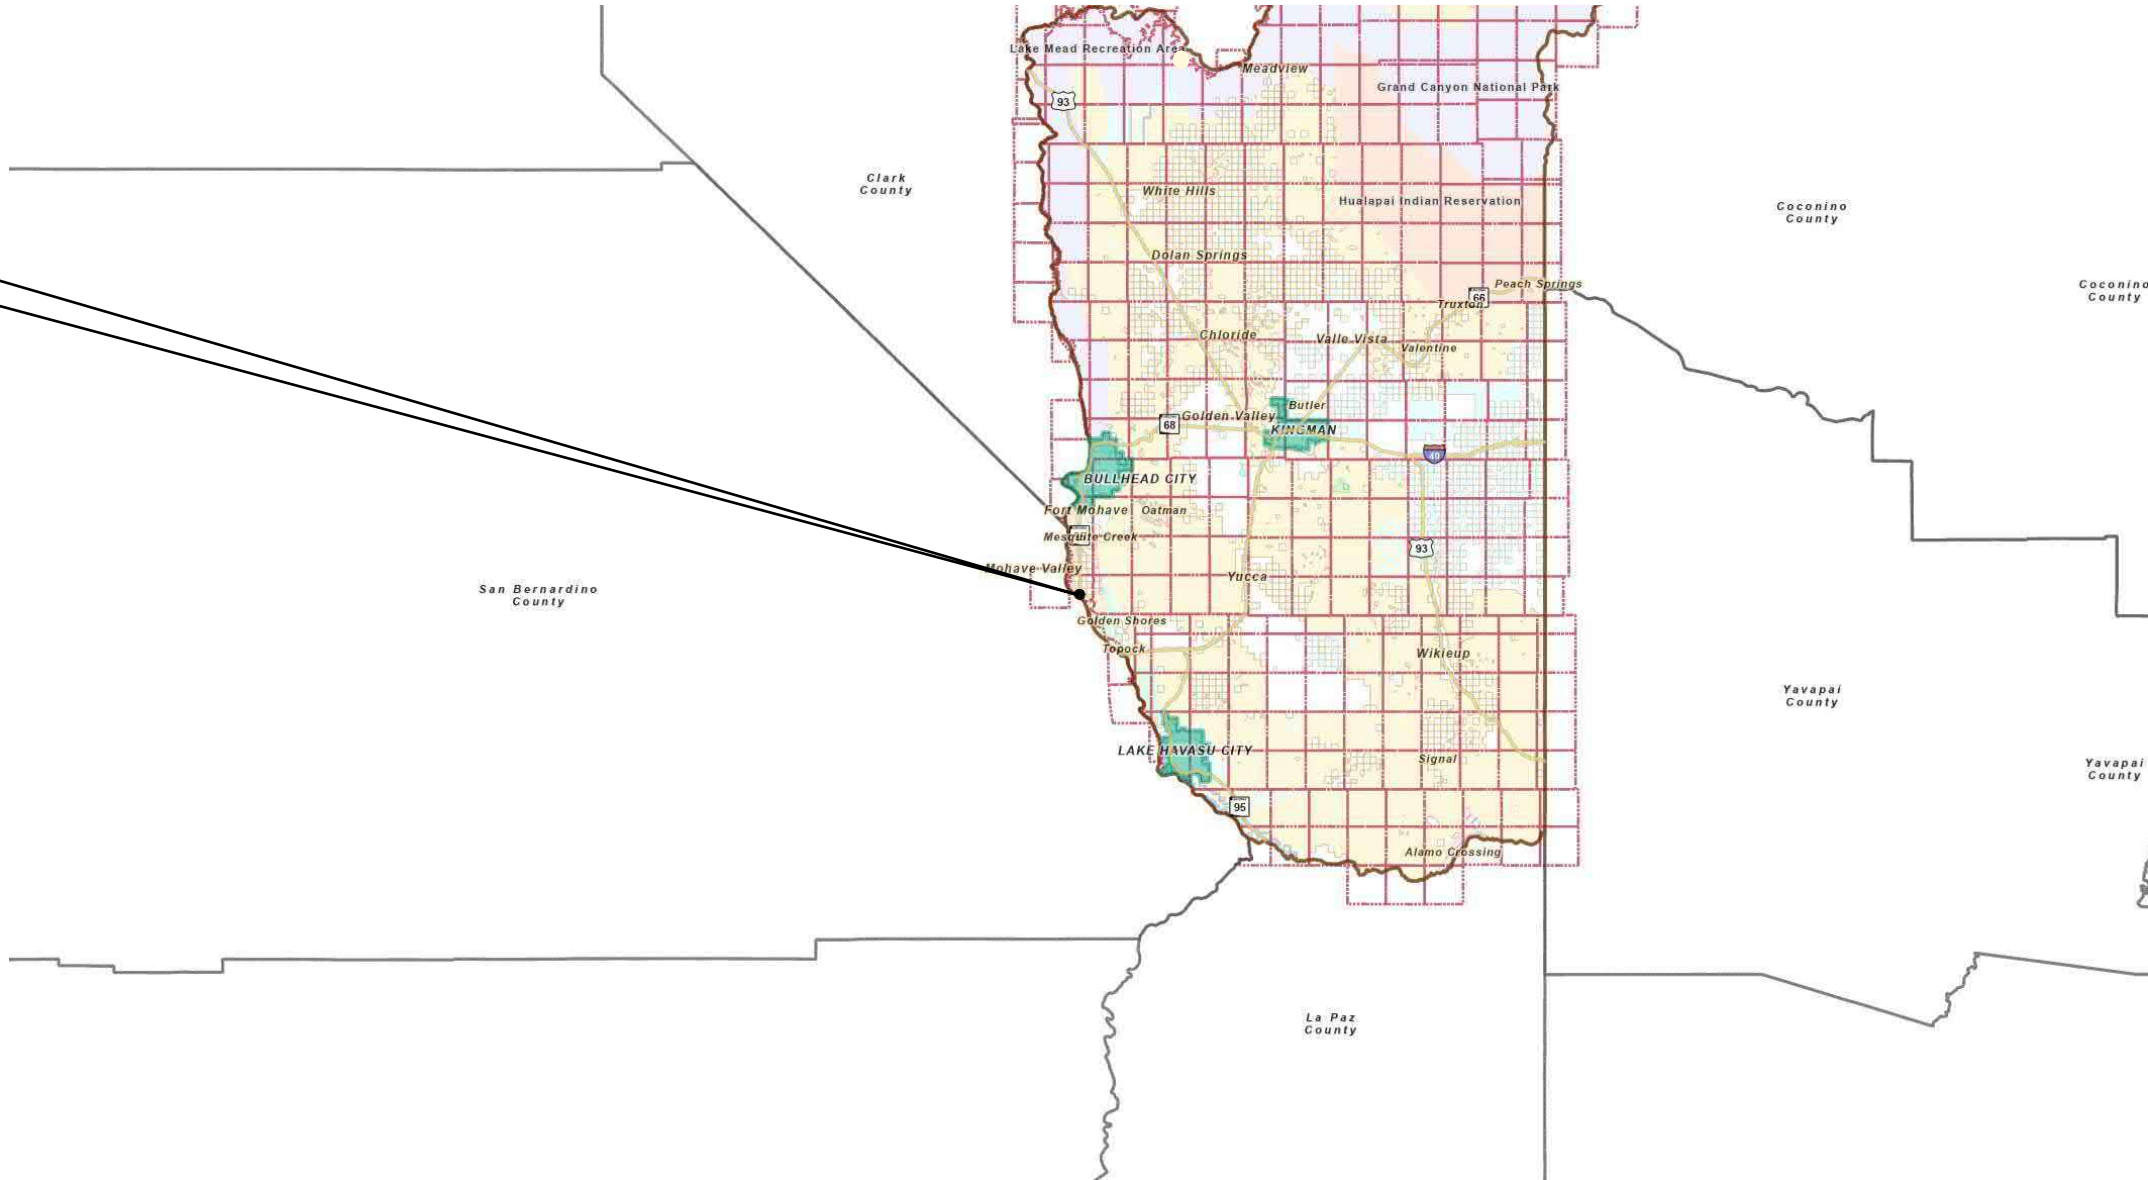 Lake Mead Recreation Area
Meadview
Grand Canyon National Park
93
Clark
County
White Hills
Hualapai Indian Reservation
Coconino
County
Dolan Springs
Peach Springs
Coconino
County
66
Truxton
Chloride
Valle Vista
Valentine
Butler
Golden Valley
68
KINGMAN
40
BULLHEAD CITY
Fort Mohave
Oatman
Mesquite Creek
93
Mohave Valley
Yucca
San Bernardino
County
Golden Shores
Topock
Wikieup
Yavapai
County
LAKE HAVASU CITY
Signal
Yavapai
County
95
Alamo Crossing
La Paz
County